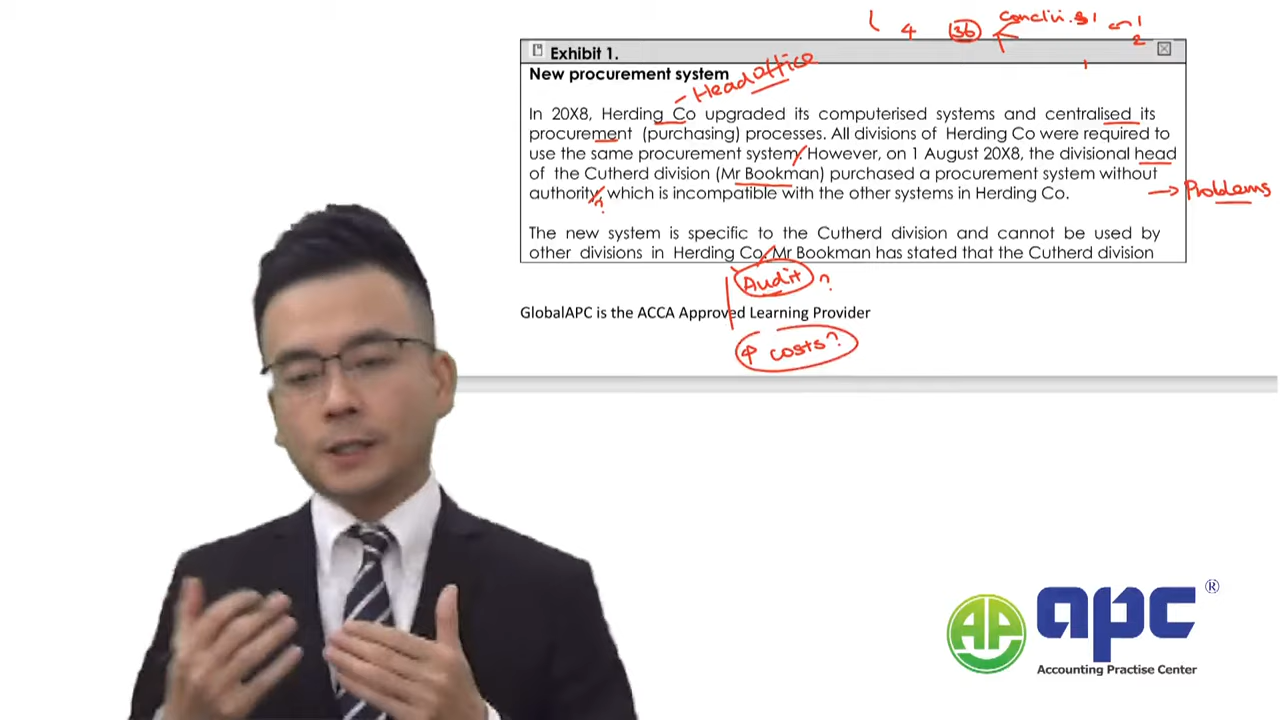 4 36 1
2
Exhibit 1.
New procurement system
- Head office
In 20X8, Herding Co upgraded its computerised systems and centralised its
procurement (purchasing) processes. All divisions of Herding Co were required to
use the same procurement system. However, on 1 August 20X8, the divisional head
of the Cutherd division (Mr Bookman) purchased a procurement system without
authority, which is incompatible with the other systems in Herding Co.
→ Problems
?
The new system is specific to the Cutherd division and cannot be used by
other divisions in Herding Co. Mr Bookman has stated that the Cutherd division
Audit ?
GlobalAPC is the ACCA Approved Learning Provider
↑ costs?
AP apc ®
Accounting Practise Center